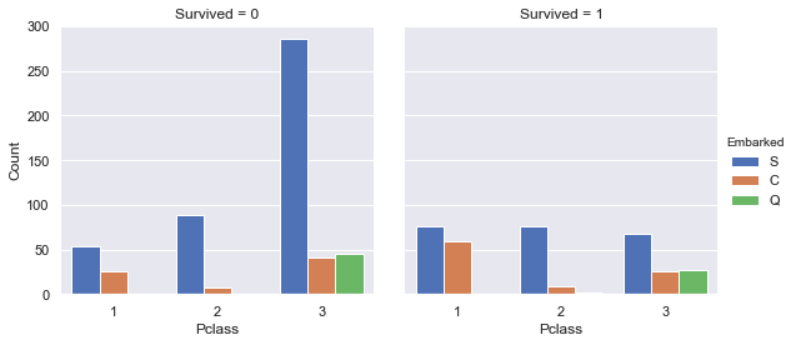 Survived = 0
Survived = 1
300
250
200
150
100
50
0
Count
1 2 3
Pclass
1 2 3
Pclass
Embarked
S
C
Q